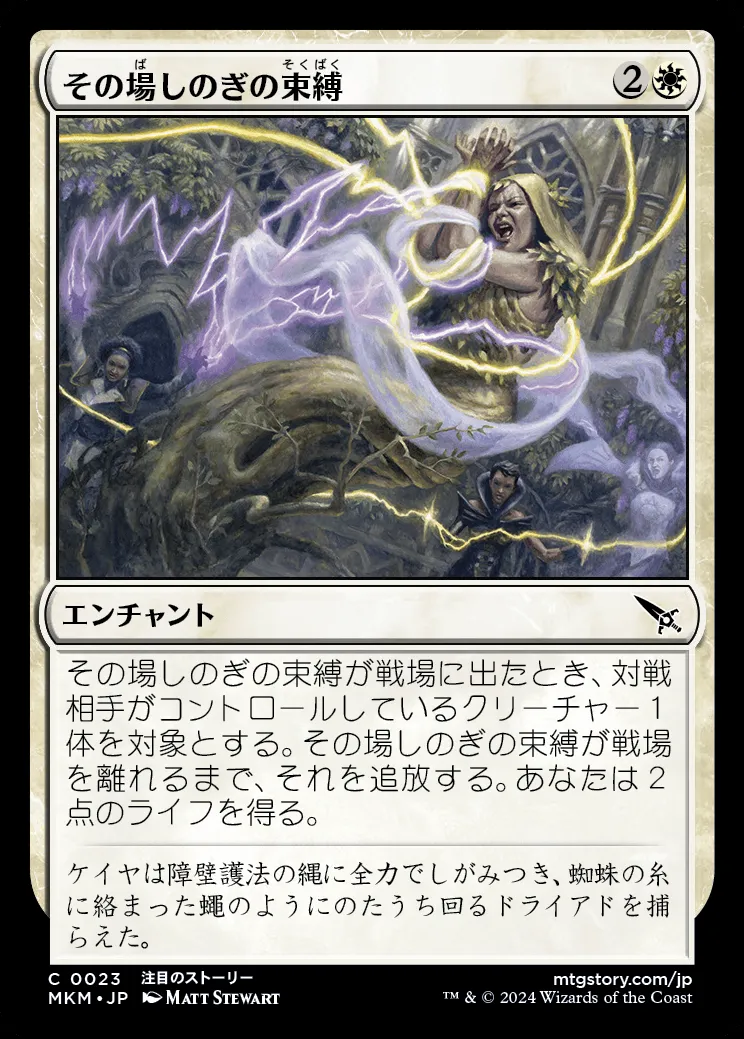 その場しのぎの束縛
ば
そくばく
2
エンチャント
その場しのぎの束縛が戦場に出たとき、対戦
相手がコントロールしているクリーチャー１
体を対象とする。その場しのぎの束縛が戦場
を離れるまで、それを追放する。あなたは２
点のライフを得る。
ケイヤは障壁護法の縄に全力でしがみつき、蜘蛛の糸
に絡まった蠅のようにのたうち回るドライアドを捕
らえた。
C 0023 注目のストーリー
mtgstory.com/jp
MKM • JP MATT STEWART
™ & © 2024 Wizards of the Coast